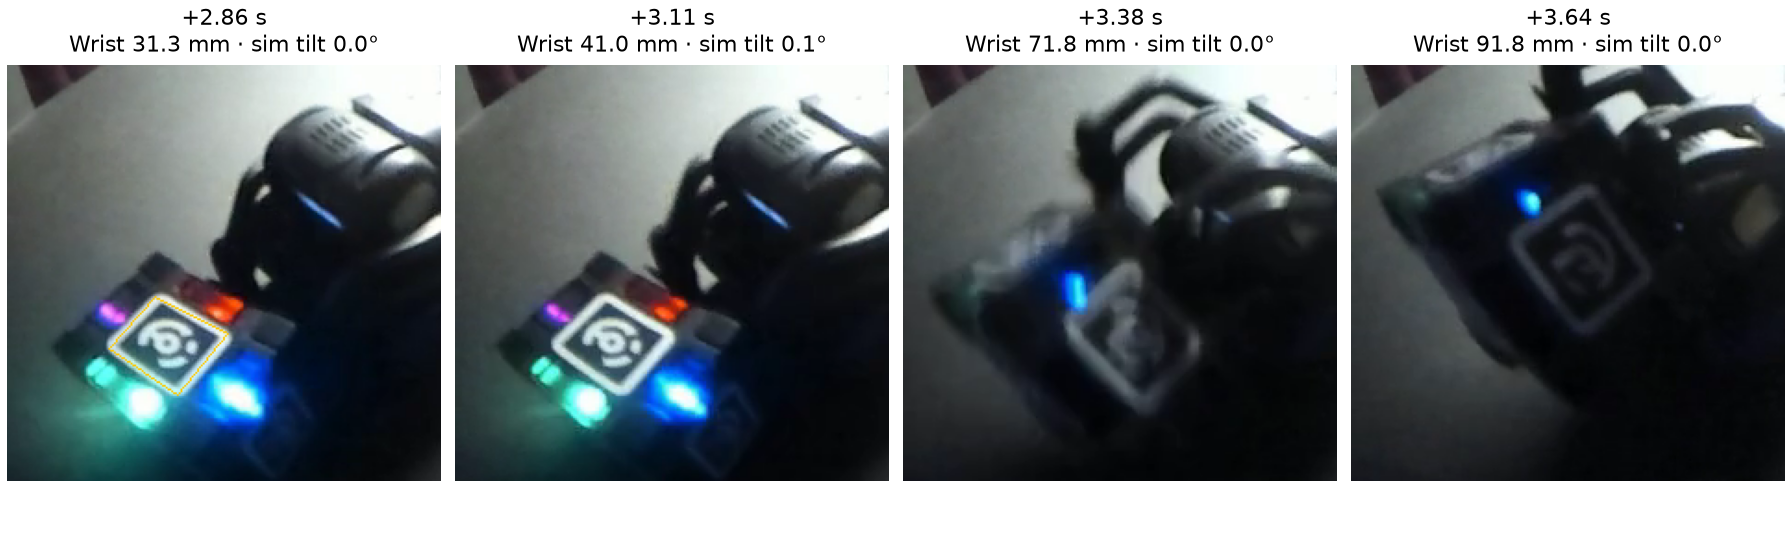 +2.86 s
Wrist 31.3 mm · sim tilt 0.0°
+3.11 s
Wrist 41.0 mm · sim tilt 0.1°
+3.38 s
Wrist 71.8 mm · sim tilt 0.0°
+3.64 s
Wrist 91.8 mm · sim tilt 0.0°